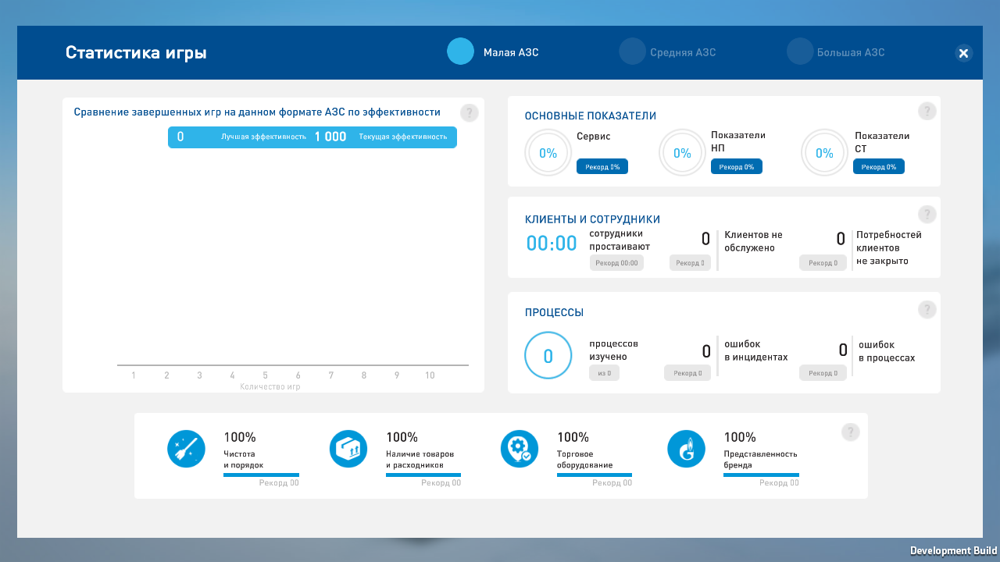 Статистика игры
Малая АЗС
Средняя АЗС
Большая АЗС
Сравнение завершенных игр на данном формате АЗС по эффективности
?
0 Лучшая эффективность 1 000 Текущая эффективность
1 2 3 4 5 6 7 8 9 10
Количество игр
ОСНОВНЫЕ ПОКАЗАТЕЛИ
?
0%
Сервис
Рекорд 0%
0%
Показатели
НП
Рекорд 0%
0%
Показатели
СТ
Рекорд 0%
КЛИЕНТЫ И СОТРУДНИКИ
?
00:00
сотрудники
простаивают
Рекорд 00:00
0
Рекорд 0
Клиентов не
обслужено
0
Рекорд 0
Потребностей
клиентов
не закрыто
ПРОЦЕССЫ
?
0
процессов
изучено
из 0
0
Рекорд 0
ошибок
в инцидентах
0
Рекорд 0
ошибок
в процессах
100%
Чистота
и порядок
Рекорд 00
100%
Наличие товаров
и расходников
Рекорд 00
100%
Торговое
оборудование
Рекорд 00
100%
Представленность
бренда
Рекорд 00
?
Development Build